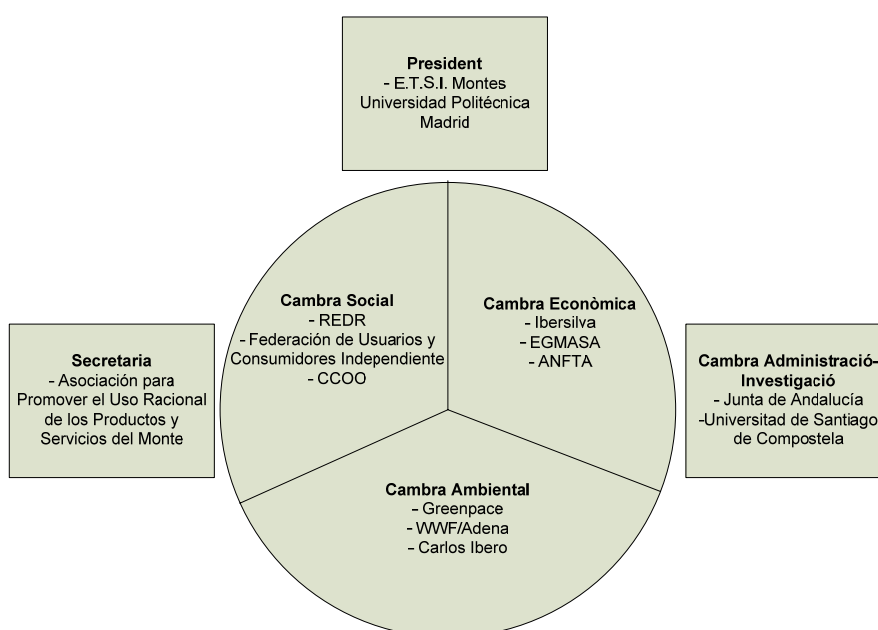 President
- E.T.S.I. Montes
Universidad Politécnica
Madrid
Cambra Social
- REDR
- Federación de Usuarios y
Consumidores Independiente
- CCOO
Cambra Econòmica
- Ibersilva
- EGMASA
- ANFTA
Secretaria
- Asociación para
Promover el Uso Racional
de los Productos y
Servicios del Monte
Cambra Administració-
Investigació
- Junta de Andalucía
-Universitad de Santiago
de Compostela
Cambra Ambiental
- Greenpace
- WWF/Adena
- Carlos Ibero